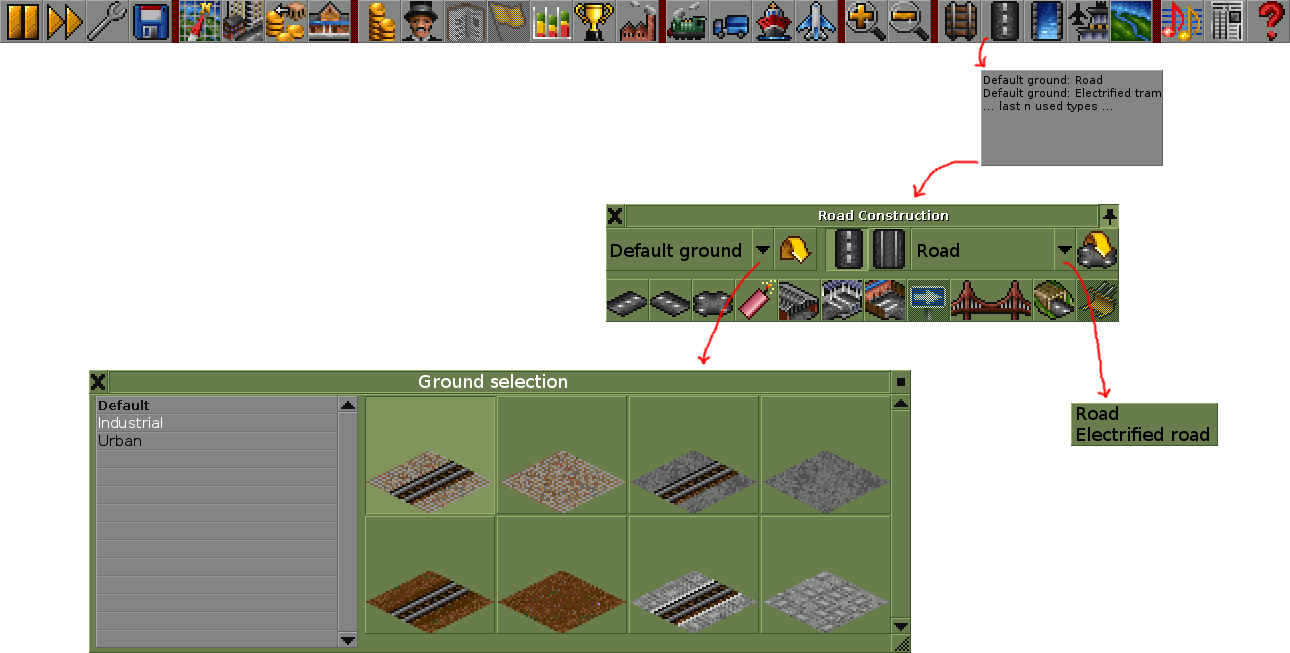 Default ground: Road
Default ground: Electrified tram
... last n used types ...
Road Construction
Default ground
Road
Ground selection
Default
Industrial
Urban
Road
Electrified road